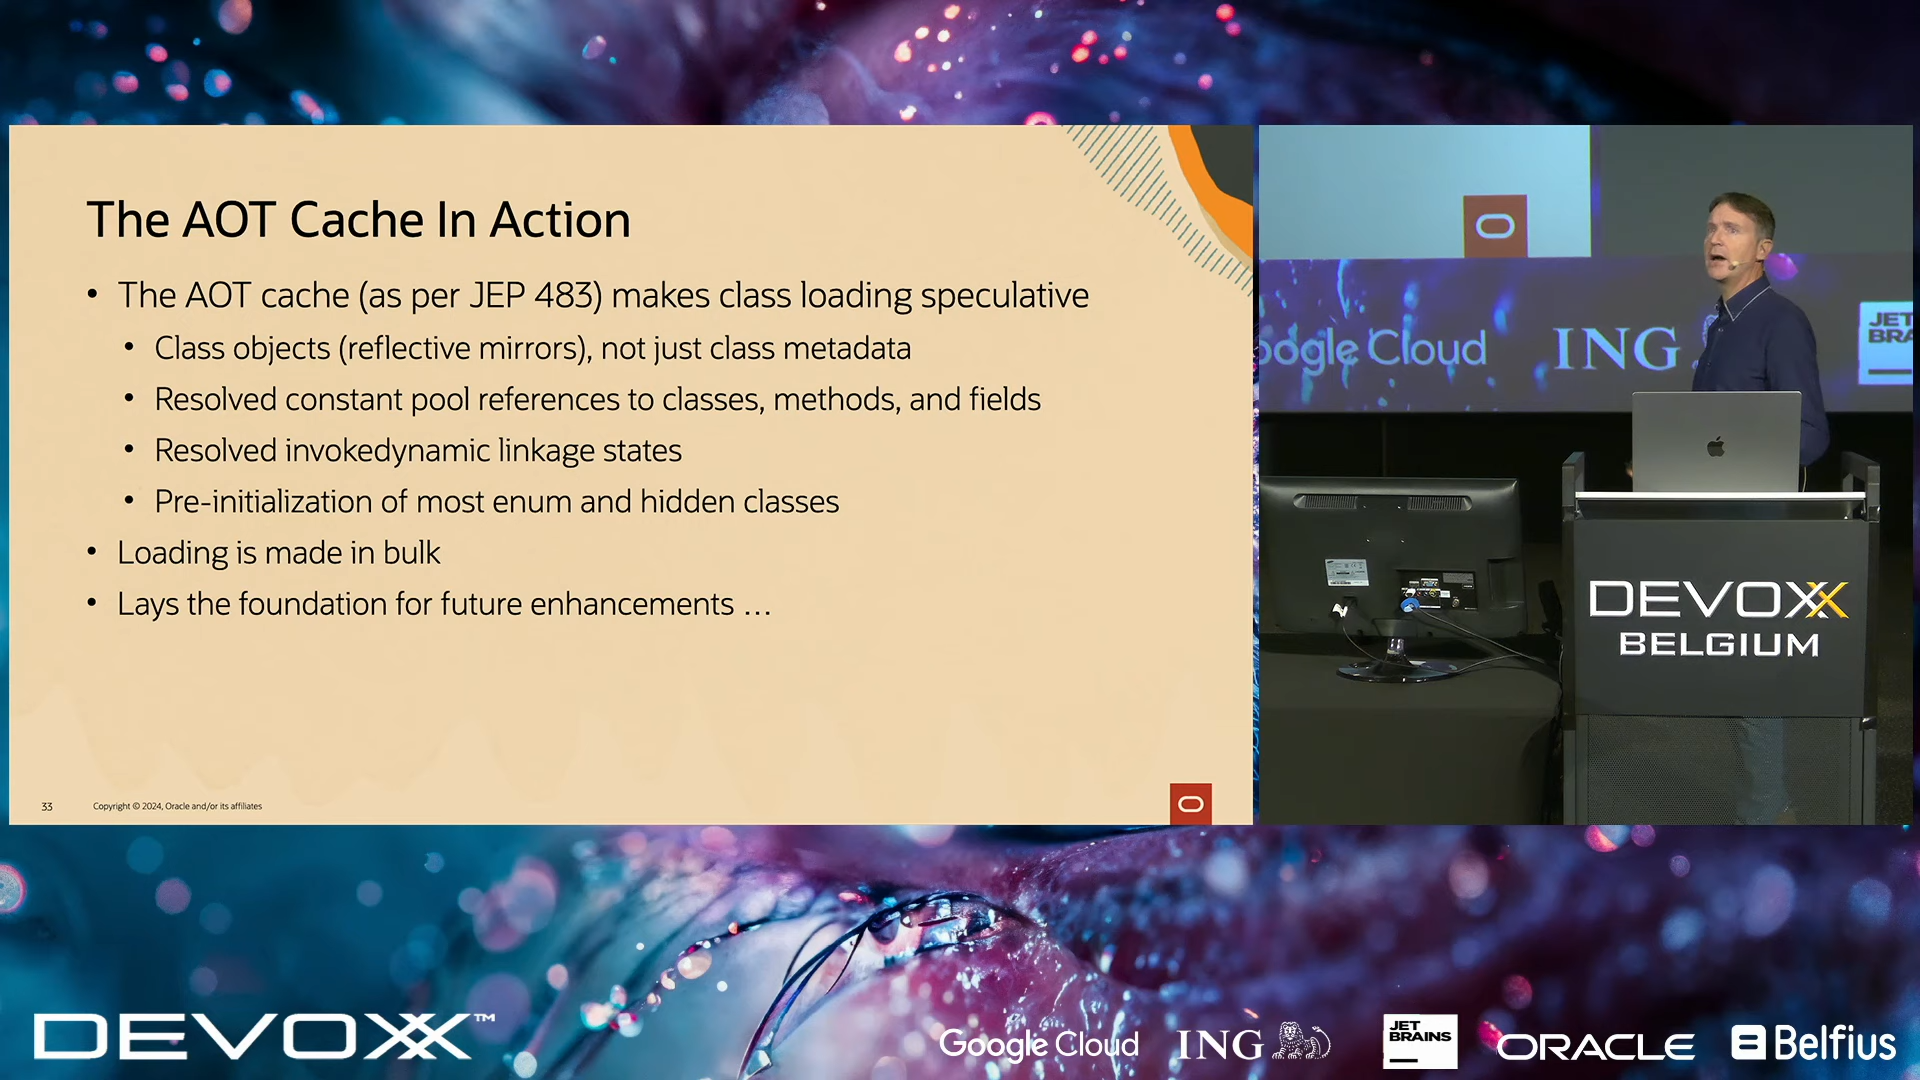 The AOT Cache In Action
• The AOT cache (as per JEP 483) makes class loading speculative
• Class objects (reflective mirrors), not just class metadata
• Resolved constant pool references to classes, methods, and fields
• Resolved invokedynamic linkage states
• Pre-initialization of most enum and hidden classes
• Loading is made in bulk
• Lays the foundation for future enhancements …
33
Copyright © 2024, Oracle and/or its affiliates
oogle Cloud
ING
JET
BRA
DEVOXX
BELGIUM
DEVOXX™
Google Cloud
ING
JET
BRAINS
ORACLE
Belfius